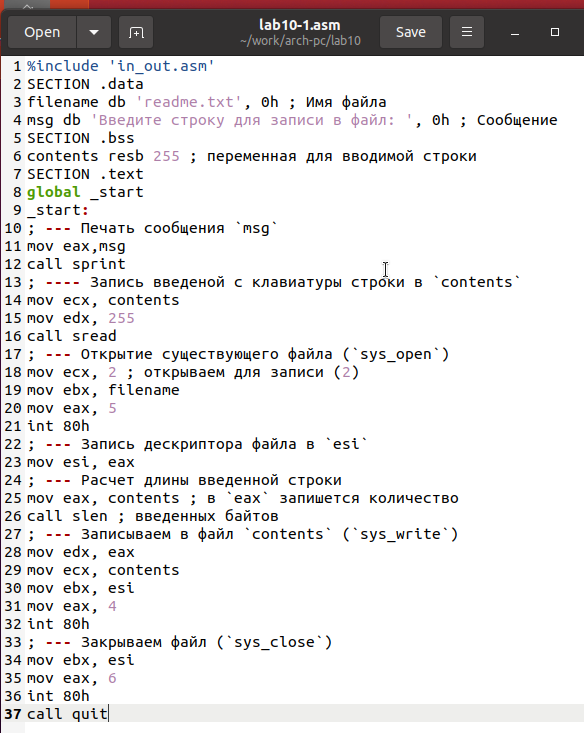 Open
lab10-1.asm
~/work/arch-pc/lab10
Save
1 %include 'in_out.asm'
2 SECTION .data
3 filename db 'readme.txt', 0h ; Имя файла
4 msg db 'Введите строку для записи в файл: ', 0h ; Сообщение
5 SECTION .bss
6 contents resb 255 ; переменная для вводимой строки
7 SECTION .text
8 global _start
9 _start:
10 ; --- Печать сообщения `msg`
11 mov eax,msg
12 call sprint
13 ; ---- Запись введеной с клавиатуры строки в `contents`
14 mov ecx, contents
15 mov edx, 255
16 call sread
17 ; --- Открытие существующего файла (`sys_open`)
18 mov ecx, 2 ; открываем для записи (2)
19 mov ebx, filename
20 mov eax, 5
21 int 80h
22 ; --- Запись дескриптора файла в `esi`
23 mov esi, eax
24 ; --- Расчет длины введенной строки
25 mov eax, contents ; в `eax` запишется количество
26 call slen ; введенных байтов
27 ; --- Записываем в файл `contents` (`sys_write`)
28 mov edx, eax
29 mov ecx, contents
30 mov ebx, esi
31 mov eax, 4
32 int 80h
33 ; --- Закрываем файл (`sys_close`)
34 mov ebx, esi
35 mov eax, 6
36 int 80h
37 call quit